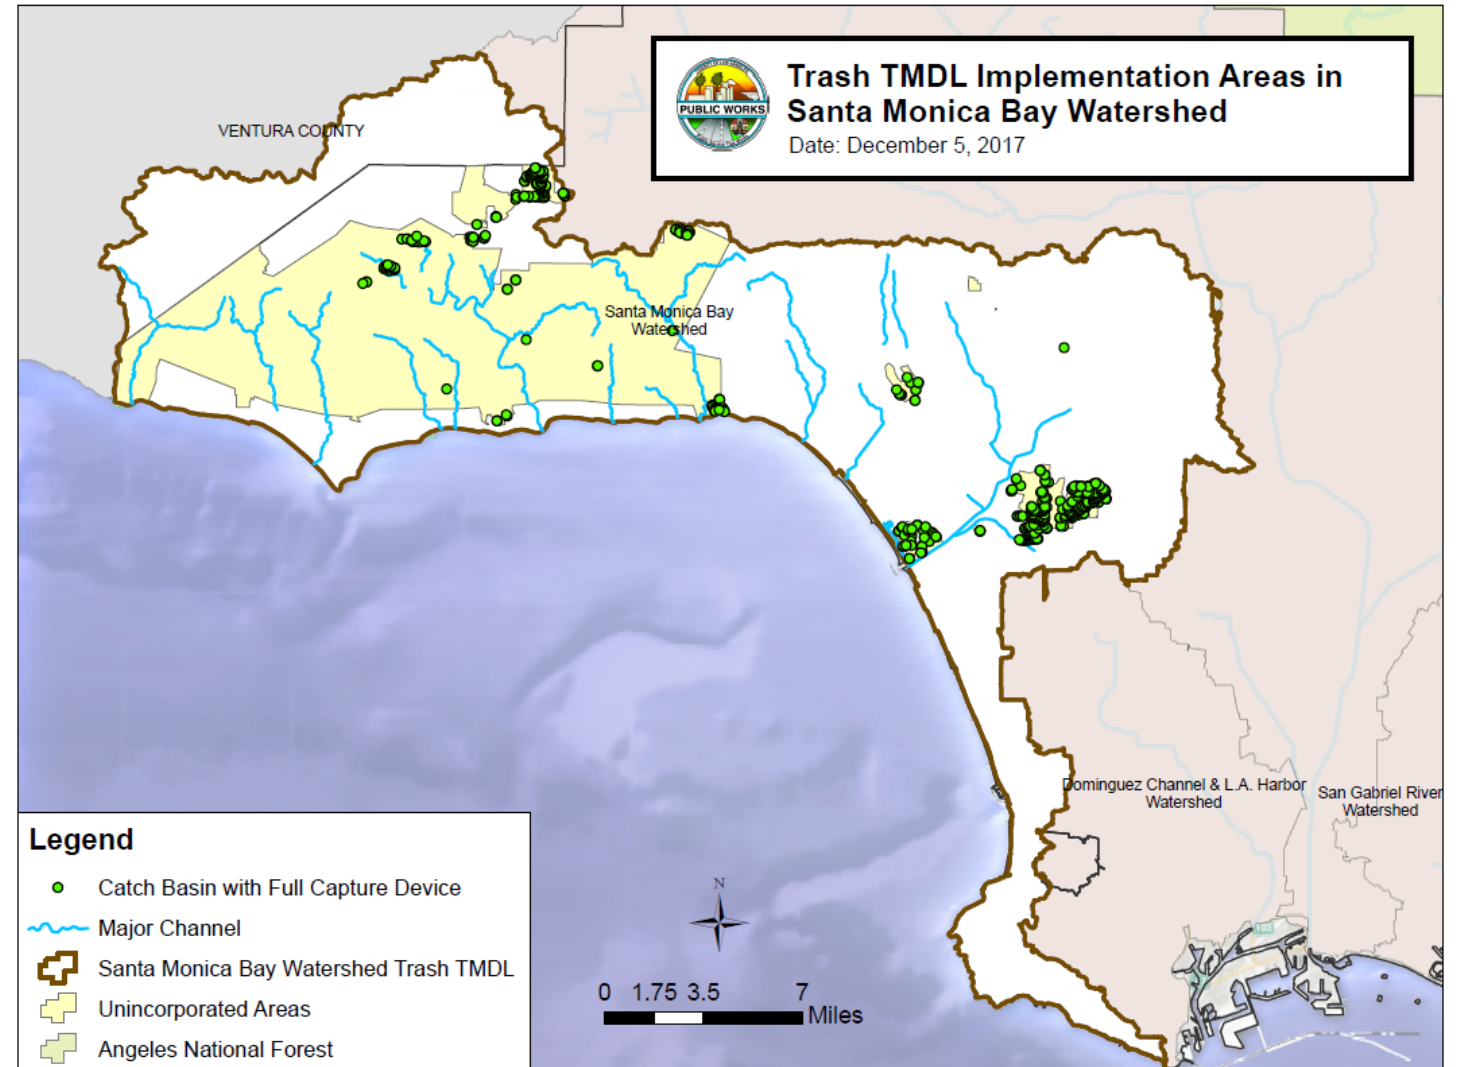 Trash TMDL Implementation Areas in
Santa Monica Bay Watershed
Date: December 5, 2017
PUBLIC WORKS
VENTURA COUNTY
Santa Monica Bay
Watershed
Dominguez Channel & L.A. Harbor
Watershed
San Gabriel River
Watershed
103
N
0 1.75 3.5 7
Miles
Legend
Catch Basin with Full Capture Device
Major Channel
Santa Monica Bay Watershed Trash TMDL
Unincorporated Areas
Angeles National Forest